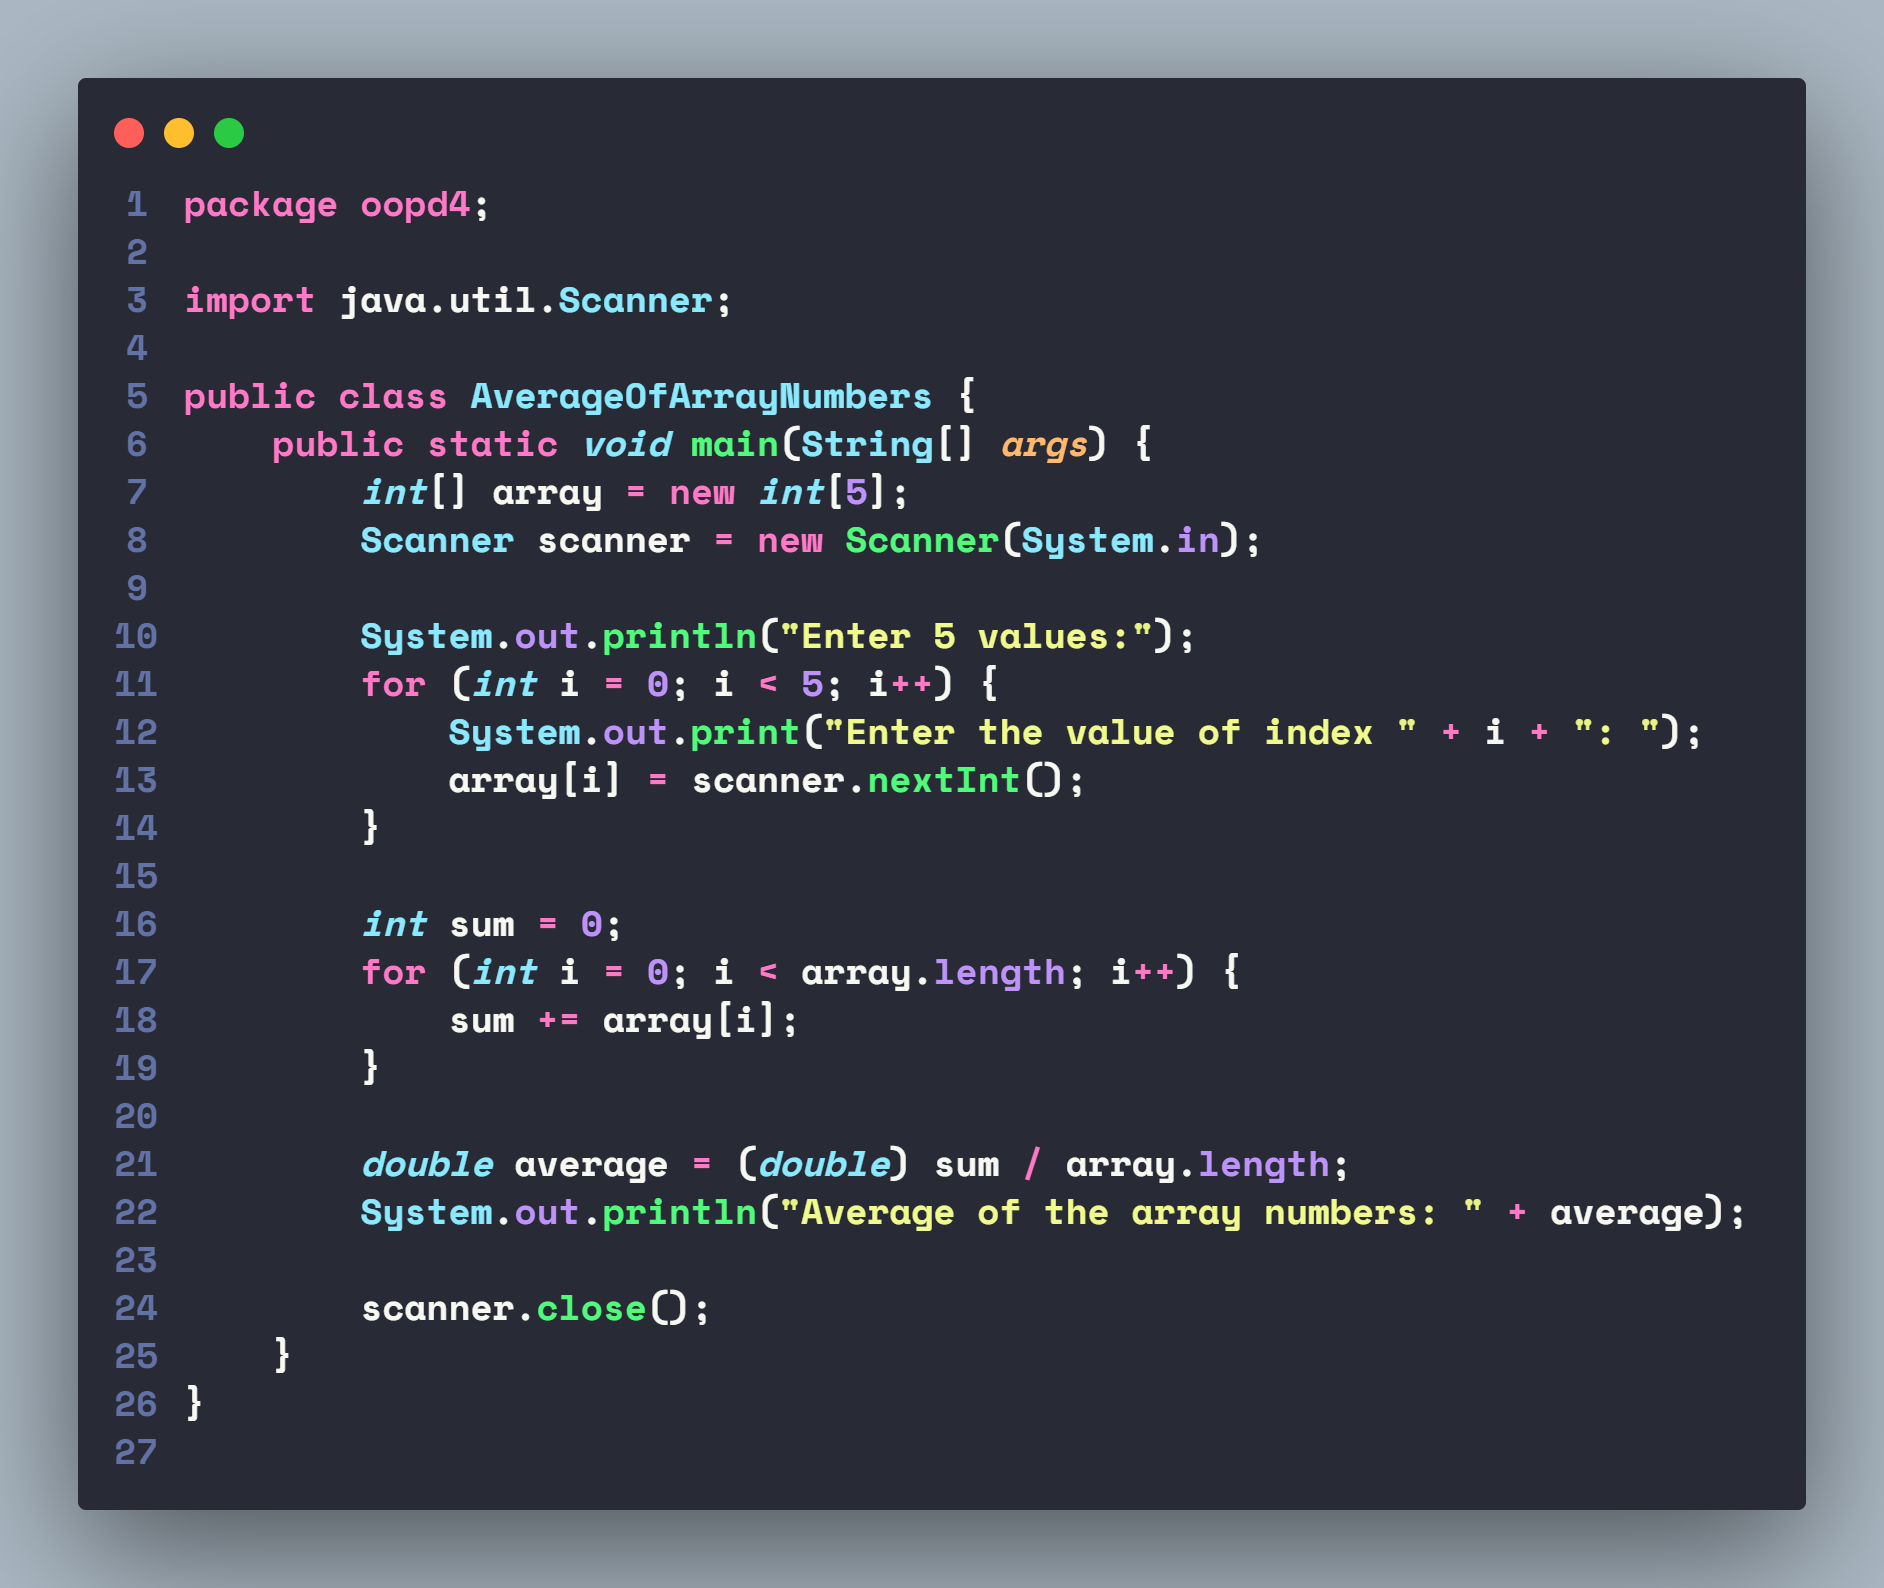 1 package oopd4;
2
3 import java.util.Scanner;
4
5 public class AverageOfArrayNumbers {
6     public static void main(String[] args) {
7         int[] array = new int[5];
8         Scanner scanner = new Scanner(System.in);
9
10         System.out.println("Enter 5 values:");
11         for (int i = 0; i < 5; i++) {
12             System.out.print("Enter the value of index " + i + ": ");
13             array[i] = scanner.nextInt();
14         }
15
16         int sum = 0;
17         for (int i = 0; i < array.length; i++) {
18             sum += array[i];
19         }
20
21         double average = (double) sum / array.length;
22         System.out.println("Average of the array numbers: " + average);
23
24         scanner.close();
25     }
26 }
27